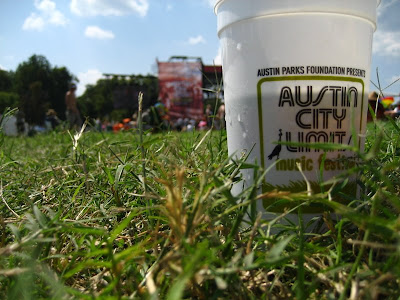 AUSTIN PARKS FOUNDATION PRESENTS
AUSTIN
CITY
LIMITS
music festival